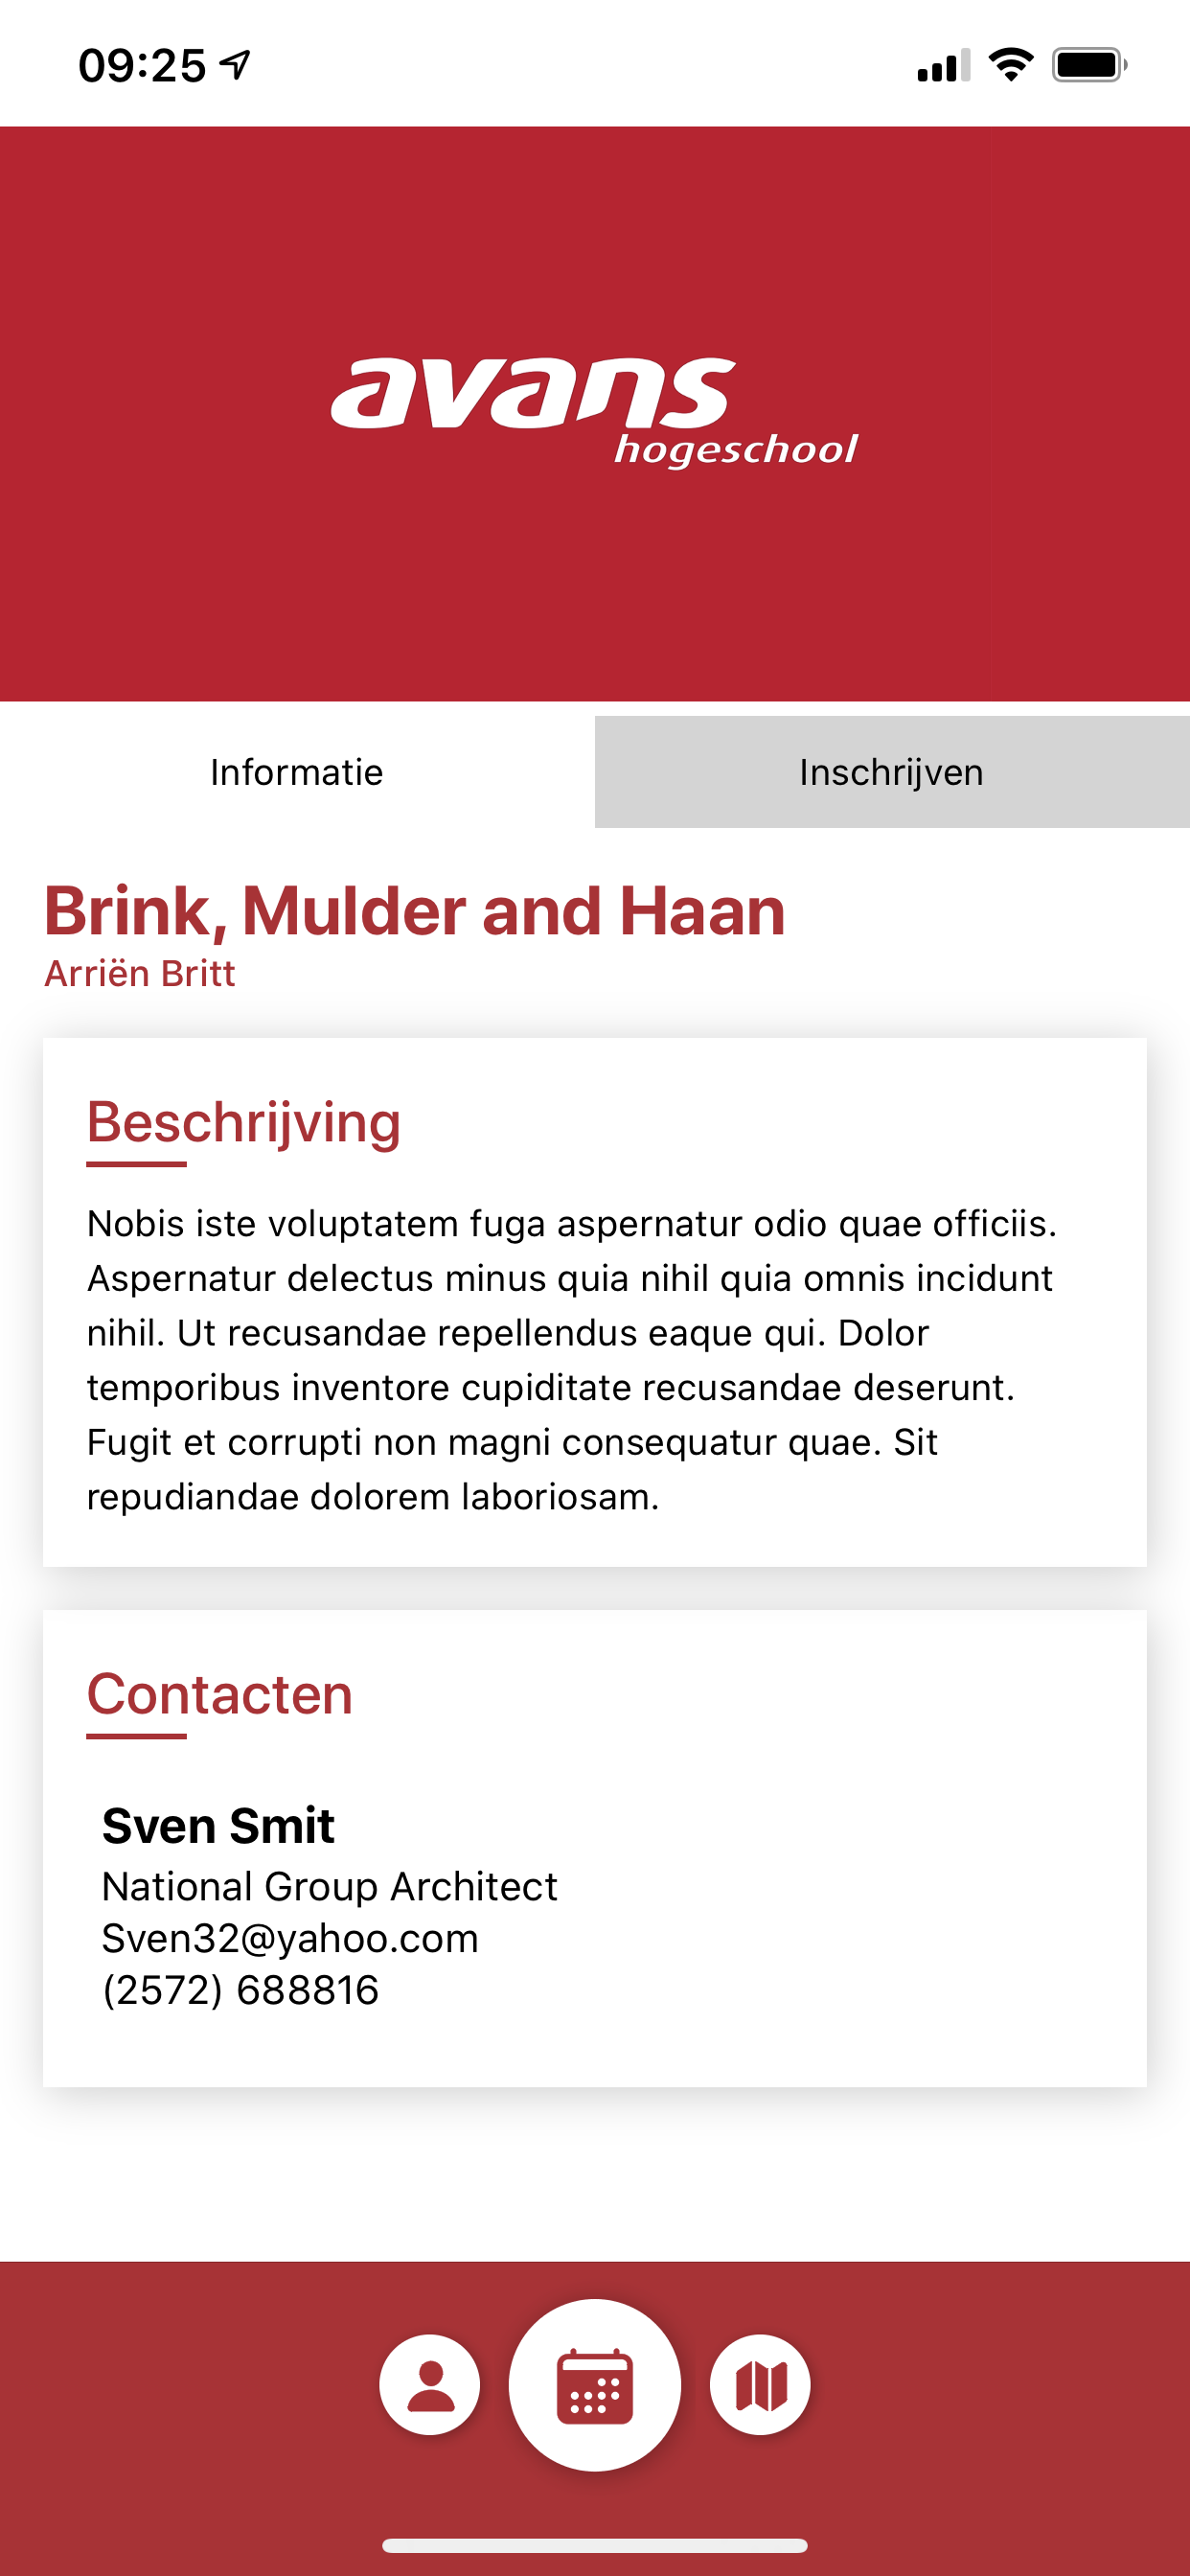 09:25
avans
hogeschool
Informatie
Inschrijven
Brink, Mulder and Haan
Arriën Britt
Beschrijving
Nobis iste voluptatem fuga aspernatur odio quae officiis.
Aspernatur delectus minus quia nihil quia omnis incidunt
nihil. Ut recusandae repellendus eaque qui. Dolor
temporibus inventore cupiditate recusandae deserunt.
Fugit et corrupti non magni consequatur quae. Sit
repudiandae dolorem laboriosam.
Contacten
Sven Smit
National Group Architect
Sven32@yahoo.com
(2572) 688816